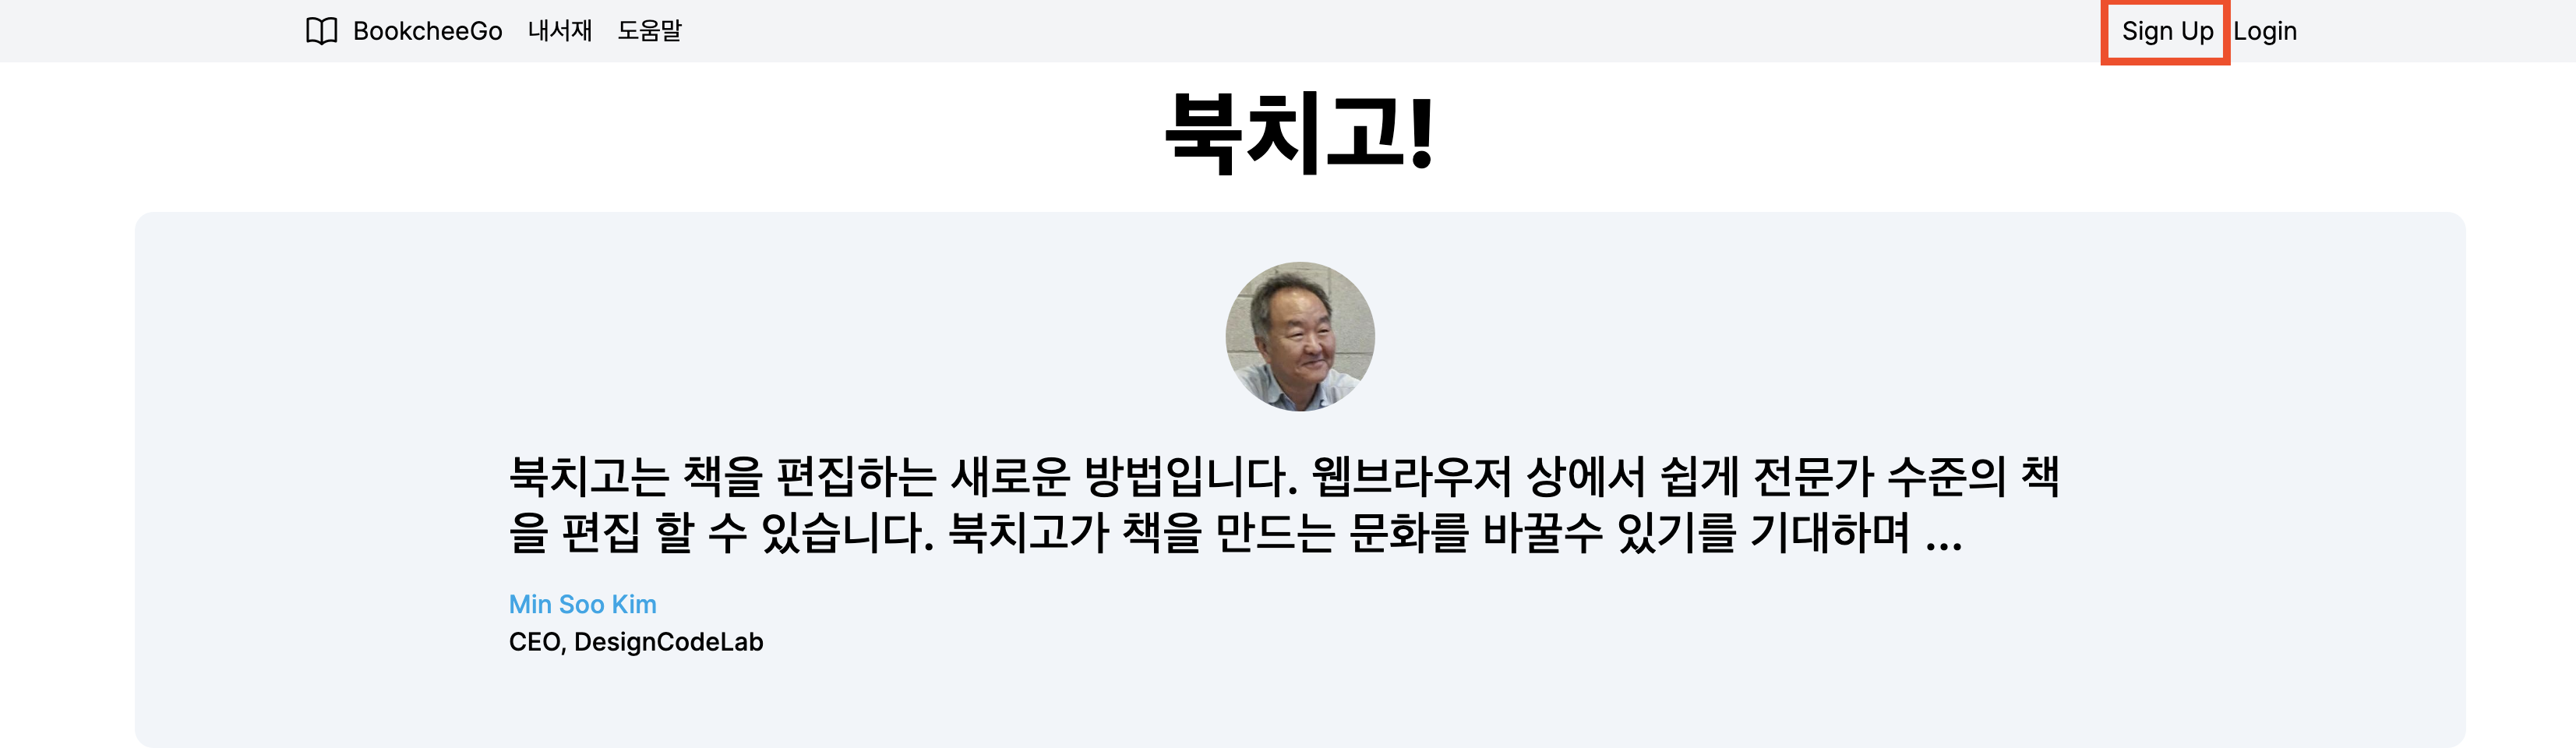 BookcheeGo 내서재 도움말 Sign Up Login
북치고!
북치고는 책을 편집하는 새로운 방법입니다. 웹브라우저 상에서 쉽게 전문가 수준의 책
을 편집 할 수 있습니다. 북치고가 책을 만드는 문화를 바꿀수 있기를 기대하며 ...
Min Soo Kim
CEO, DesignCodeLab